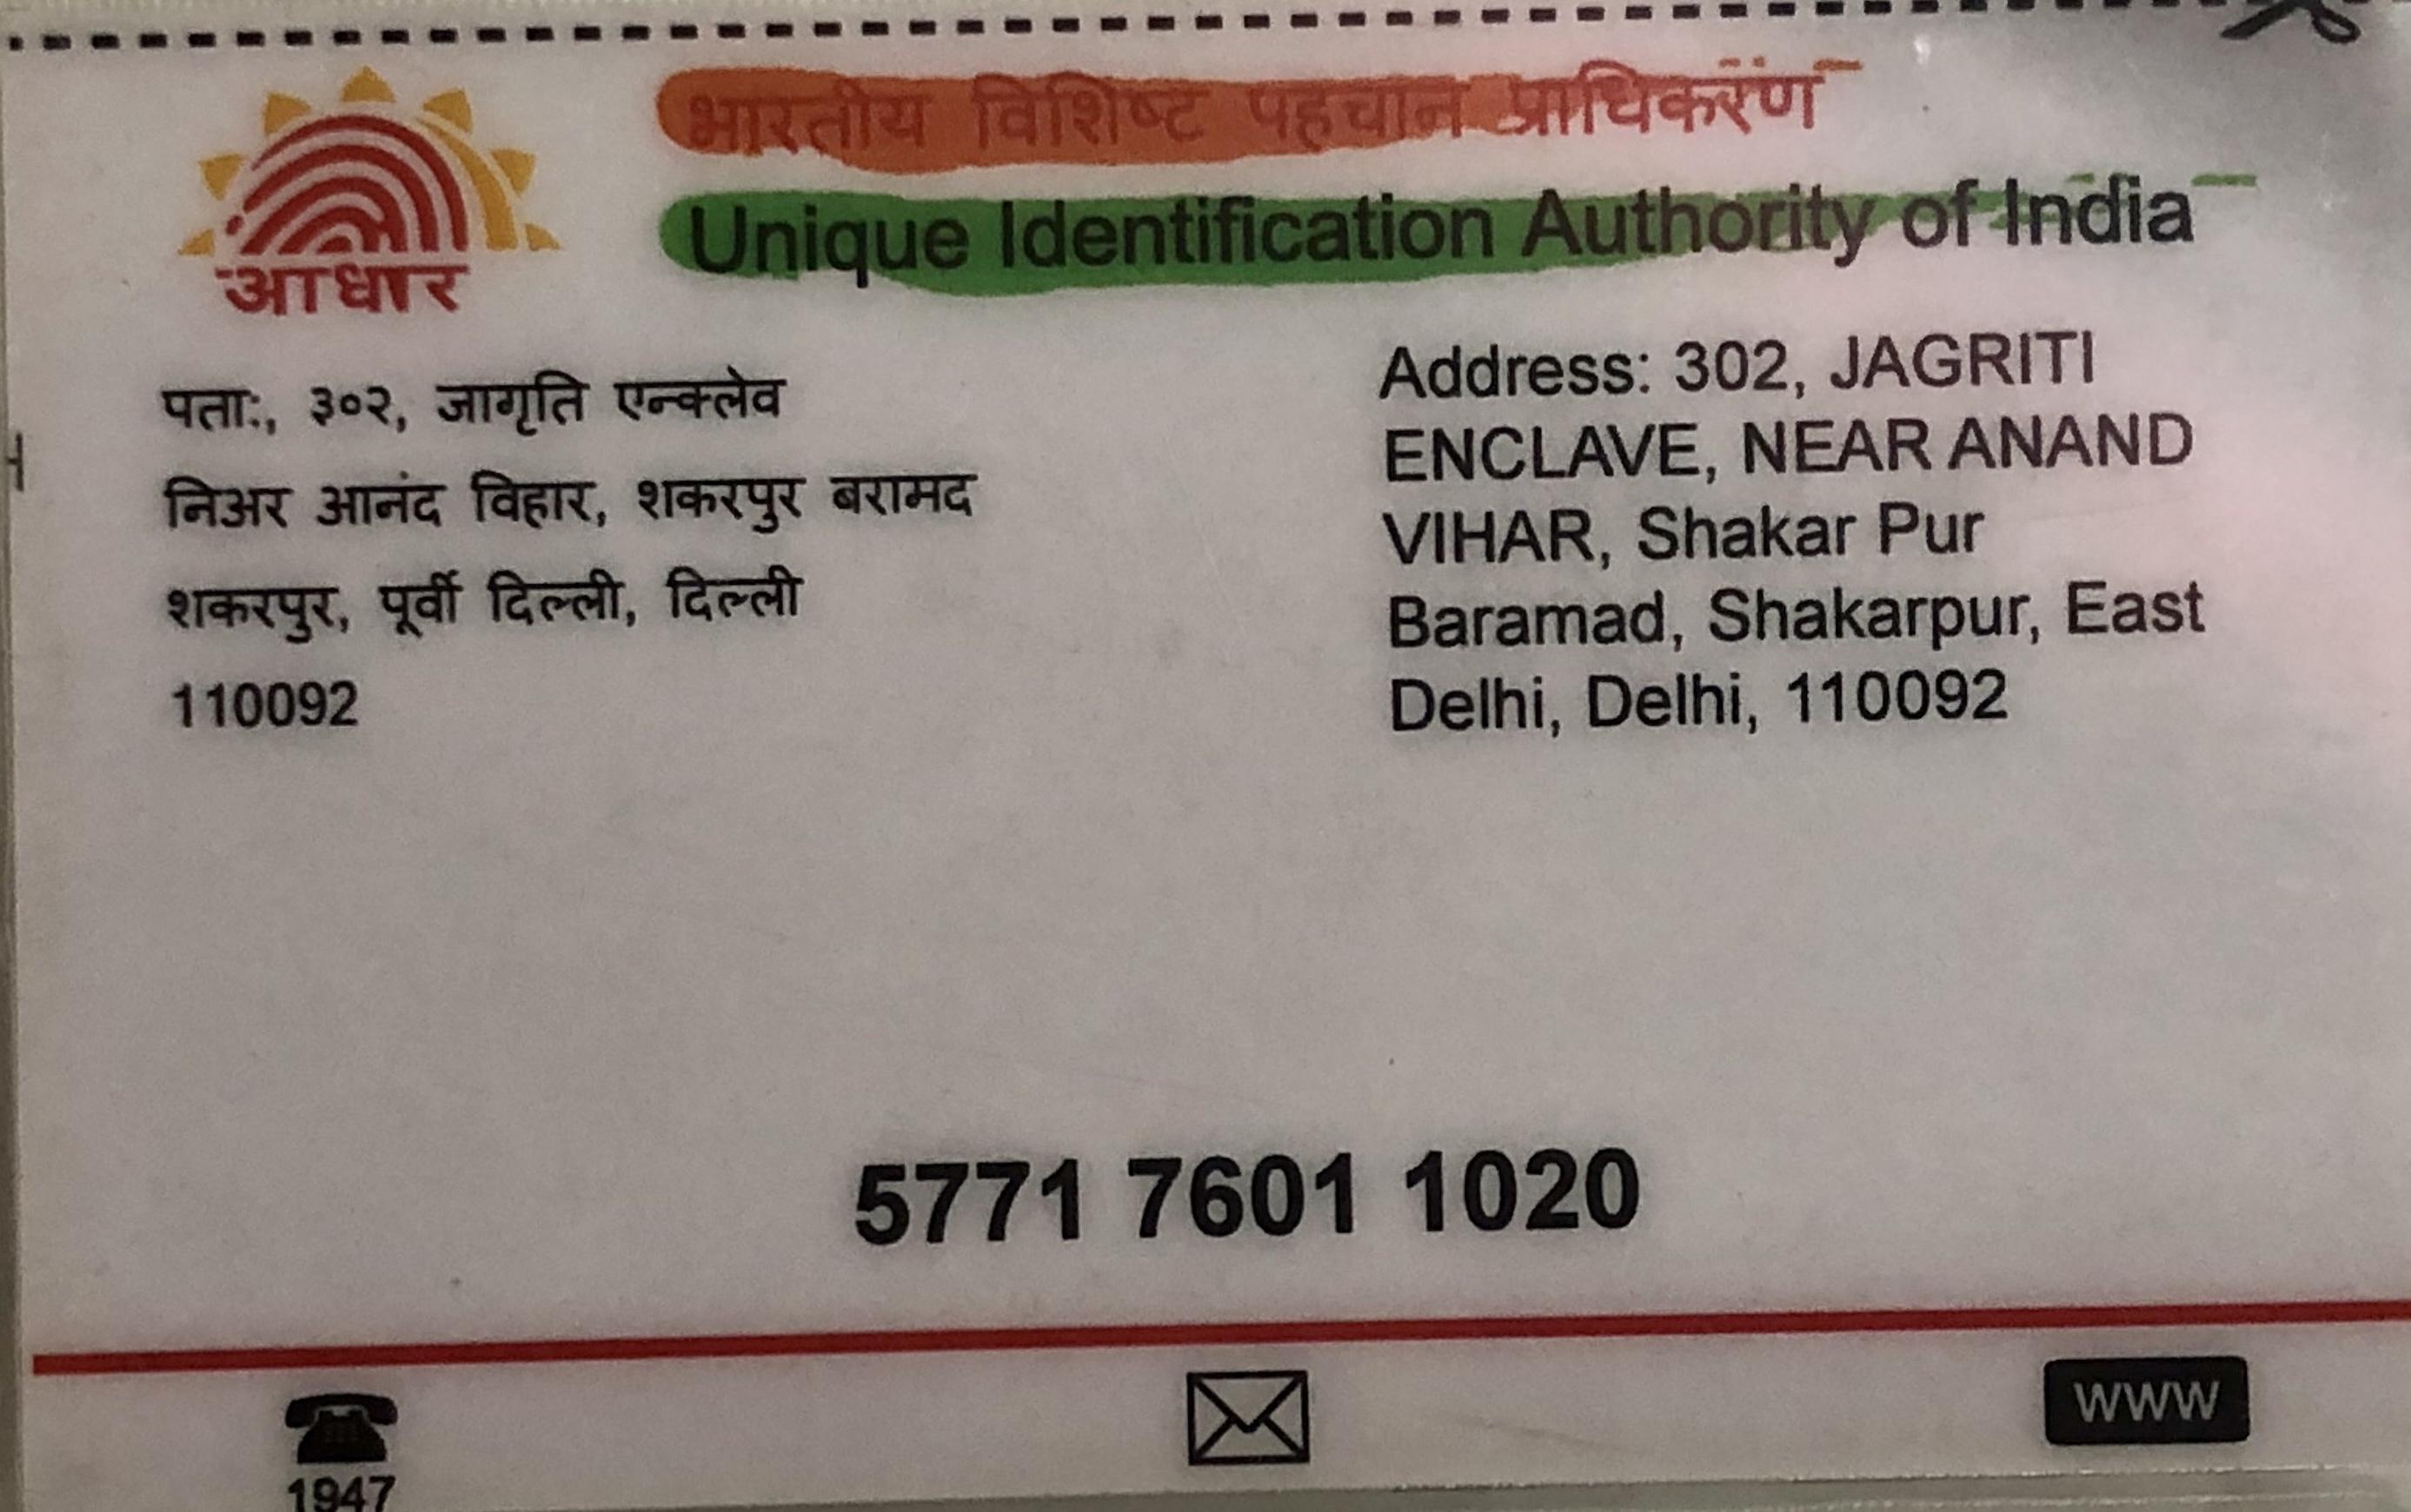 भारतीय विशिष्ट पहचान प्राधिकरण
Unique Identification Authority of India
आधार
पता:, ३०२, जागृति एन्क्लेव
निअर आनंद विहार, शकरपुर बरामद
शकरपुर, पूर्वी दिल्ली, दिल्ली
110092
Address: 302, JAGRITI
ENCLAVE, NEAR ANAND
VIHAR, Shakar Pur
Baramad, Shakarpur, East
Delhi, Delhi, 110092
5771 7601 1020
1947
www